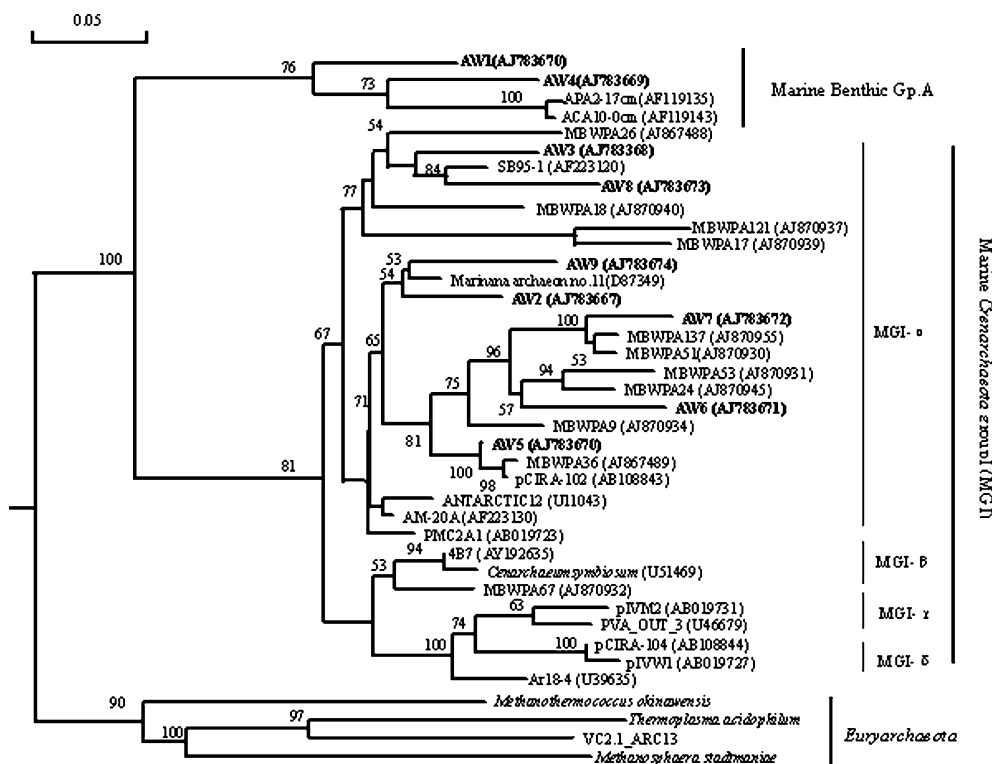 0.05
76
AW1(AJ783670)
73
AW4(AJ783669)
100
APA2-17cm (AF119135)
ACA10-0cm (AF119143)
Marine Benthic Gp.A
54
MBWPA26 (AJ867488)
AW3 (AJ783368)
SB95-1 (AF223120)
84
AW8 (AJ783673)
77
MBWPA18 (AJ870940)
MBWPA121 (AJ870937)
MBWPA17 (AJ870939)
100
53
AW9 (AJ783674)
54
Marinana archaeon no.11(D87349)
AW2 (AJ783667)
67
65
100
AW7 (AJ783672)
MBWPA137 (AJ870955)
MBWPA51(AJ870930)
96
53
MBWPA53 (AJ870931)
94
MBWPA24 (AJ870945)
75
57
AW6 (AJ783671)
71
MBWPA9 (AJ870934)
81
AW5 (AJ783670)
MBWPA36 (AJ867489)
100
98
pCIRA-102 (AB108843)
81
ANTARCTIC12 (U11043)
AM-20A (AF223130)
PMC2A1 (AB019723)
MGI-α
94
4B7 (AY192635)
53
Cenarchaeum symbiosum (U51469)
MBWPA67 (AJ870932)
MGI-β
63
pIVM2 (AB019731)
74
PVA_OUT_3 (U46679)
MGI-γ
100
100
pCIRA-104 (AB108844)
pIVW1 (AB019727)
MGI-δ
Ar18-4 (U39635)
Marine Crenarchaeota group I (MGI)
90
Methanothermococcus okinawensis
97
Thermoplasma acidophilum
100
VC2.1_ARC13
Methanosphaera stadtmaniae
Euryarchaeota